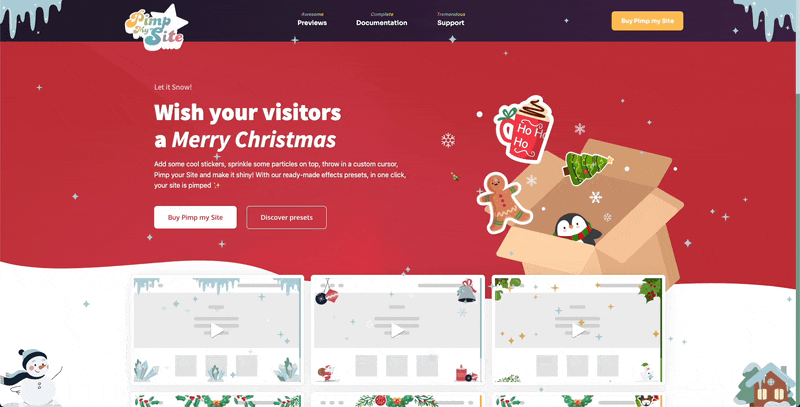 Pimp
My
Site
Awesome
Previews
Complete
Documentation
Tremendous
Support
Buy Pimp my Site
Let it Snow!
Wish your visitors
a Merry Christmas
Add some cool stickers, sprinkle some particles on top, throw in a custom cursor,
Pimp your Site and make it shiny! With our ready-made effects presets, in one click,
your site is pimped ✨
Buy Pimp my Site
Discover presets
Ho Ho
Ho